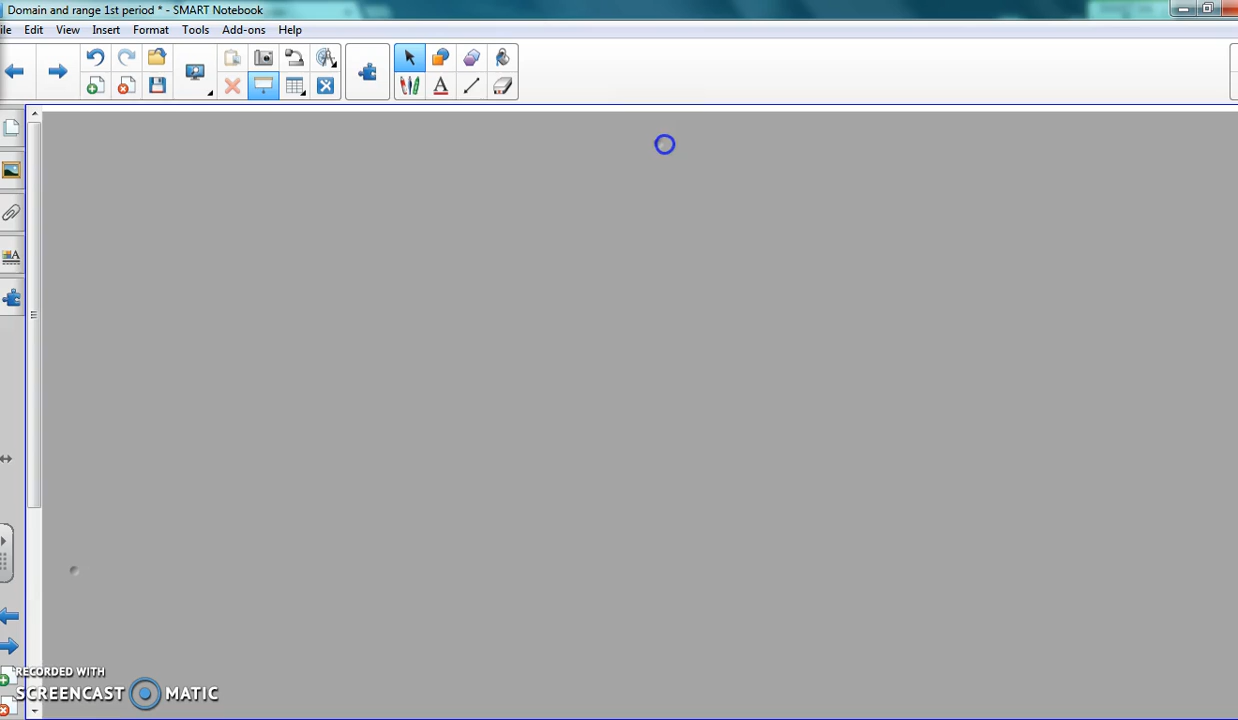 Domain and range 1st period * - SMART Notebook
ile Edit View Insert Format Tools Add-ons Help
A
A
RECORDED WITH
SCREENCAST MATIC